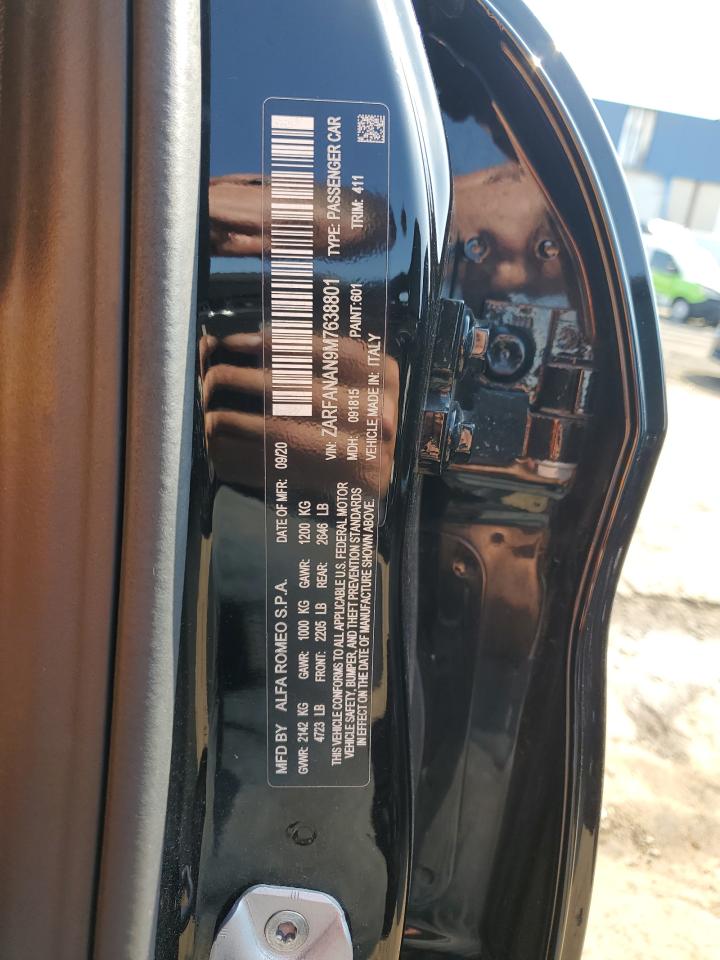 MFD BY ALFA ROMEO S.P.A. DATE OF MFR: 09/20
GVWR: 2142 KG GAWR: 1000 KG GAWR: 1200 KG
4723 LB FRONT: 2205 LB REAR: 2646 LB
THIS VEHICLE CONFORMS TO ALL APPLICABLE U.S. FEDERAL MOTOR
VEHICLE SAFETY, BUMPER, AND THEFT PREVENTION STANDARDS
IN EFFECT ON THE DATE OF MANUFACTURE SHOWN ABOVE.
VIN: ZARFANAN9M7638801 TYPE: PASSENGER CAR
MDH: 091815 PAINT:601 TRIM: 411
VEHICLE MADE IN: ITALY